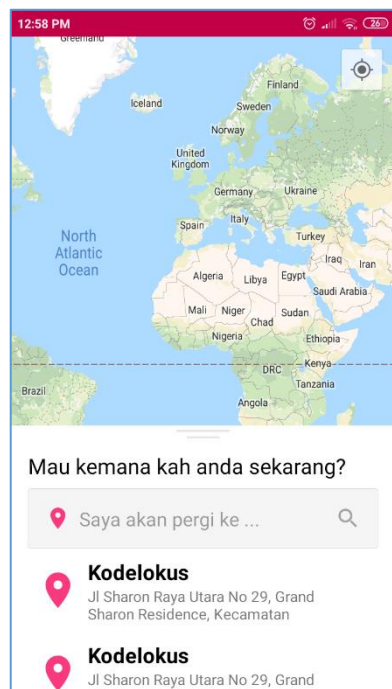 12:58 PM
26
Greenland
Finland
Iceland
Sweden
Norway
United
Kingdom
Germany
Ukraine
Spain
Italy
Turkey
North
Atlantic
Ocean
Iraq
Iran
Algeria
Libya
Egypt
Saudi Arabia
Mali
Niger
Chad
Sudan
Nigeria
Ethiopia
DRC
Kenya
Tanzania
Brazil
Angola
Mau kemana kah anda sekarang?
Saya akan pergi ke ...
Kodelokus
Jl Sharon Raya Utara No 29, Grand
Sharon Residence, Kecamatan
Kodelokus
Jl Sharon Raya Utara No 29, Grand